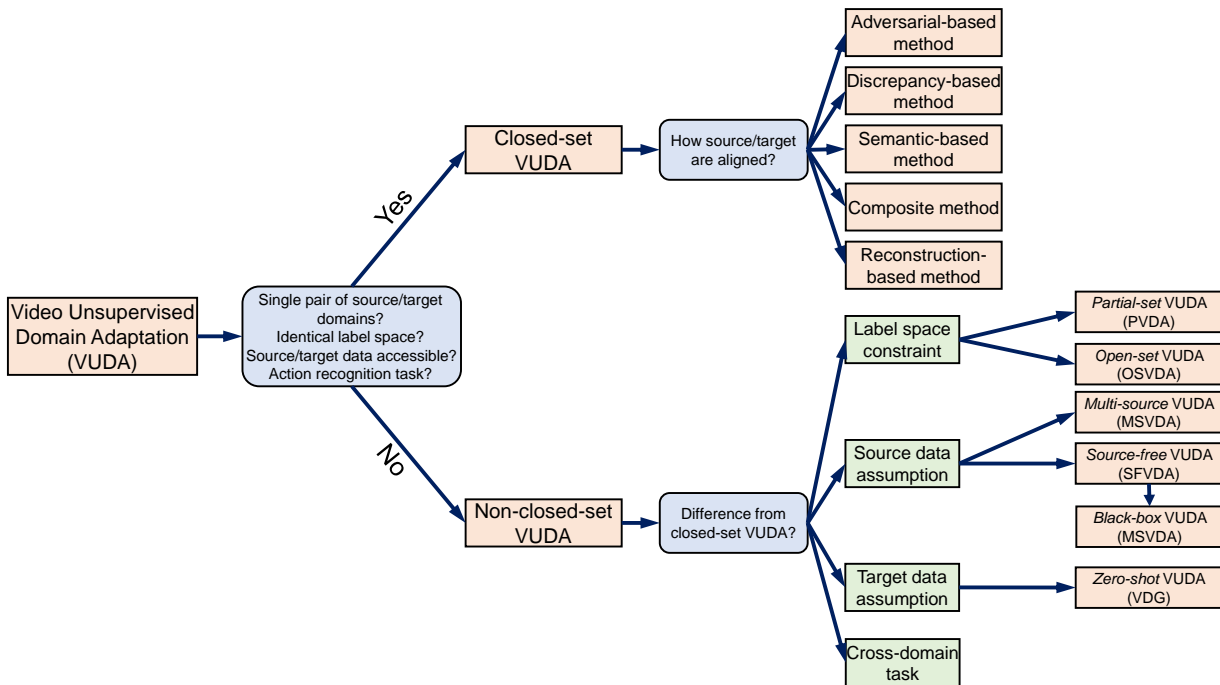 Video Unsupervised
Domain Adaptation
(VUDA)
Single pair of source/target
domains?
Identical label space?
Source/target data accessible?
Action recognition task?
Yes
Closed-set
VUDA
How source/target
are aligned?
Adversarial-based
method
Discrepancy-based
method
Semantic-based
method
Composite method
Reconstruction-
based method
No
Non-closed-set
VUDA
Difference from
closed-set VUDA?
Label space
constraint
Partial-set VUDA
(PVDA)
Open-set VUDA
(OSVDA)
Source data
assumption
Multi-source VUDA
(MSVDA)
Source-free VUDA
(SFVDA)
Black-box VUDA
(MSVDA)
Target data
assumption
Zero-shot VUDA
(VDG)
Cross-domain
task